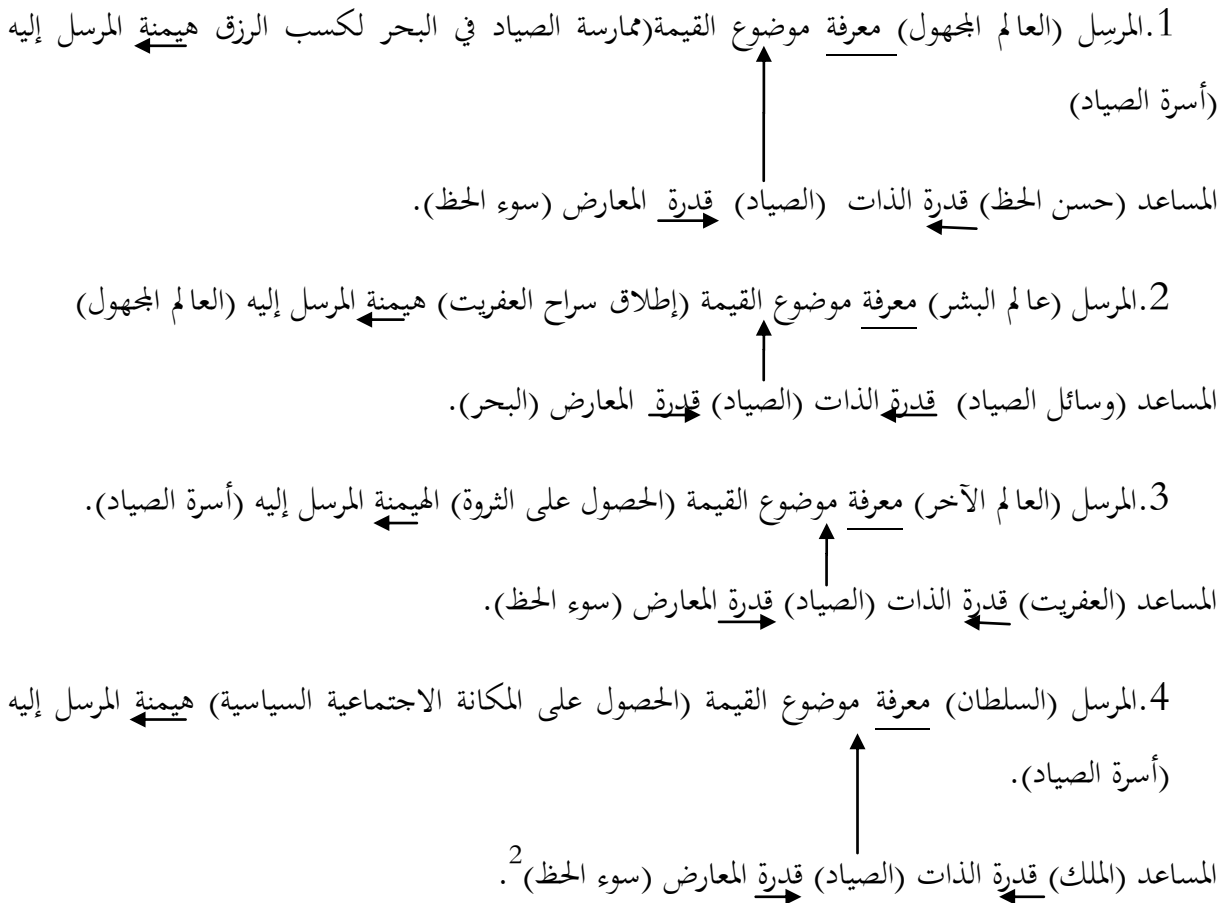 1.المرسِل (العالم المجهول) معرفة موضوع القيمة(ممارسة الصياد في البحر لكسب الرزق هيمنة المرسل إليه
(أسرة الصياد)
المساعد (حسن الحظ) قدرة الذات (الصياد) قدرة المعارض (سوء الحظ).
2.المرسل (عالم البشر) معرفة موضوع القيمة (إطلاق سراح العفريت) هيمنة المرسل إليه (العالم المجهول)
المساعد (وسائل الصياد) قدرة الذات (الصياد) قدرة المعارض (البحر).
3.المرسل (العالم الآخر) معرفة موضوع القيمة (الحصول على الثروة) الهيمنة المرسل إليه (أسرة الصياد).
المساعد (العفريت) قدرة الذات (الصياد) قدرة المعارض (سوء الحظ).
4.المرسل (السلطان) معرفة موضوع القيمة (الحصول على المكانة الاجتماعية السياسية) هيمنة المرسل إليه
(أسرة الصياد).
المساعد (الملك) قدرة الذات (الصياد) قدرة المعارض (سوء الحظ)2.